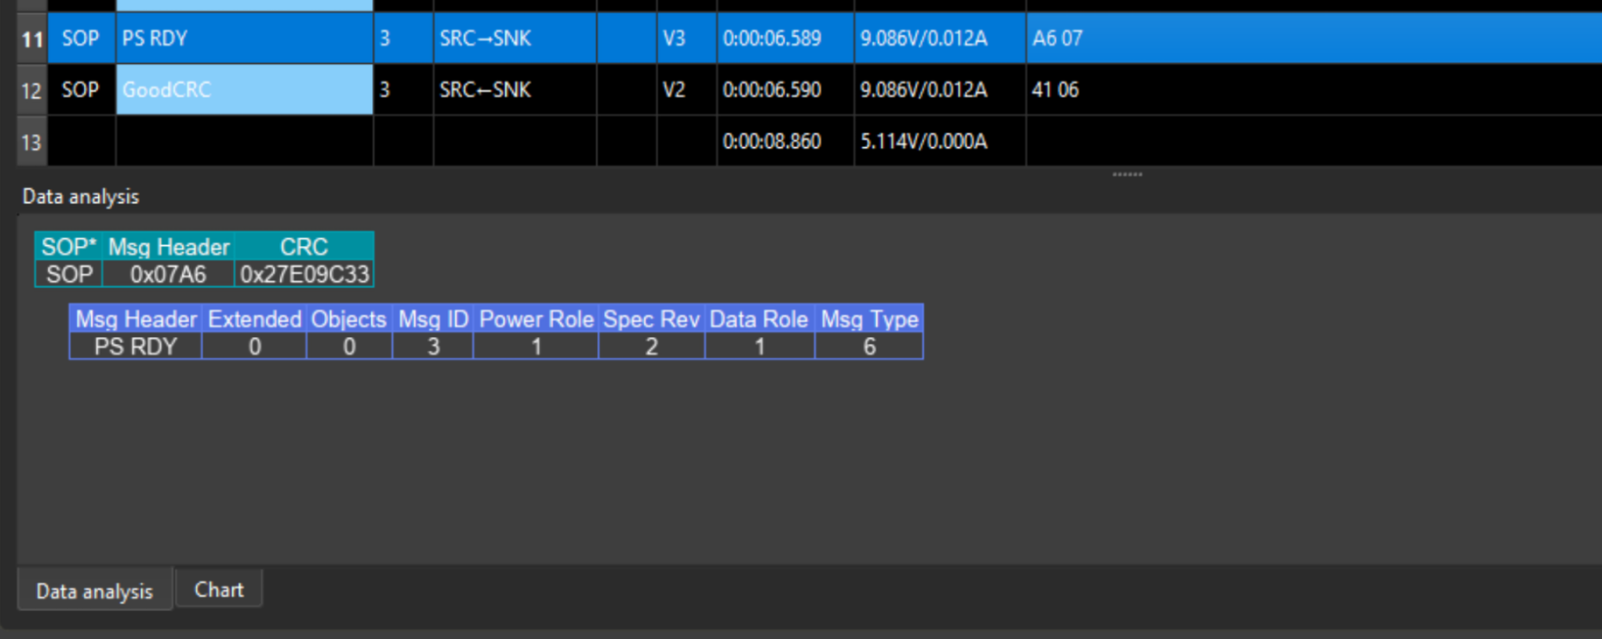 11 SOP PS RDY 3 SRC→SNK V3 0:00:06.589 9.086V/0.012A A6 07
12 SOP GoodCRC 3 SRC←SNK V2 0:00:06.590 9.086V/0.012A 41 06
13 0:00:08.860 5.114V/0.000A
Data analysis
SOP* Msg Header CRC
SOP 0x07A6 0x27E09C33
Msg Header Extended Objects Msg ID Power Role Spec Rev Data Role Msg Type
PS RDY 0 0 3 1 2 1 6
Data analysis Chart